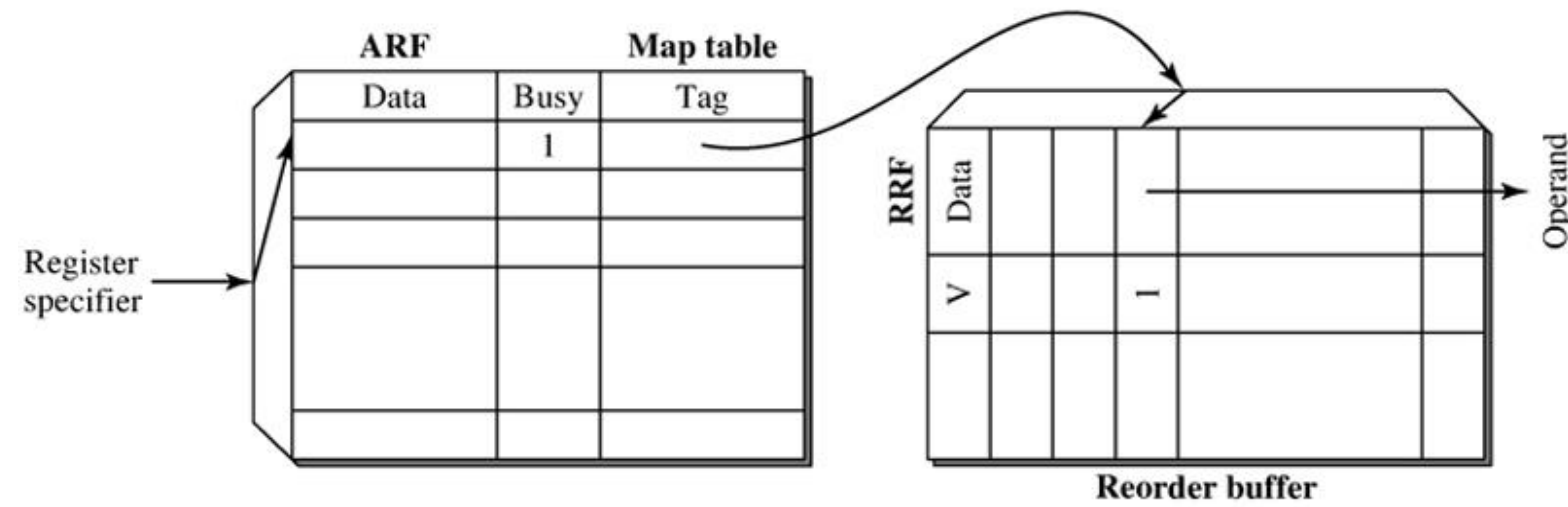 ARF
Map table
Data
Busy
Tag
1
Register
specifier
RRF
Data
V
1
Operand
Reorder buffer